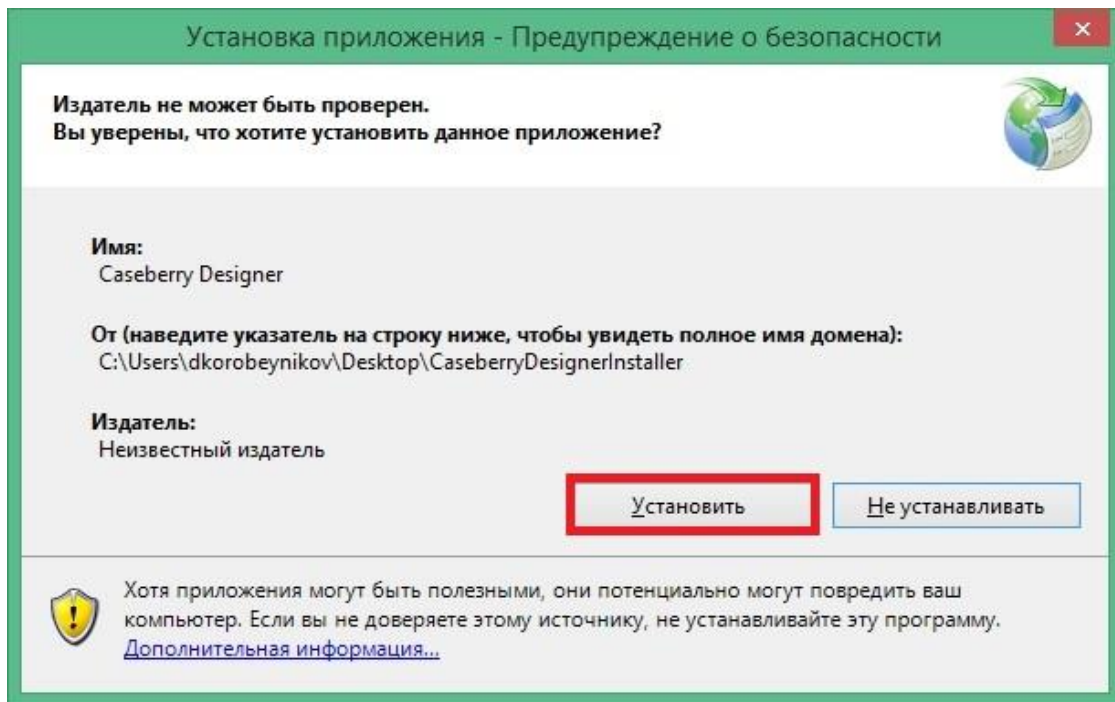 Установка приложения - Предупреждение о безопасности
Издатель не может быть проверен.
Вы уверены, что хотите установить данное приложение?
Имя:
Caseberry Designer
От (наведите указатель на строку ниже, чтобы увидеть полное имя домена):
C:\Users\dkorobeynikov\Desktop\CaseberryDesignerInstaller
Издатель:
Неизвестный издатель
Установить
Не устанавливать
Хотя приложения могут быть полезными, они потенциально могут повредить ваш
компьютер. Если вы не доверяете этому источнику, не устанавливайте эту программу.
Дополнительная информация...